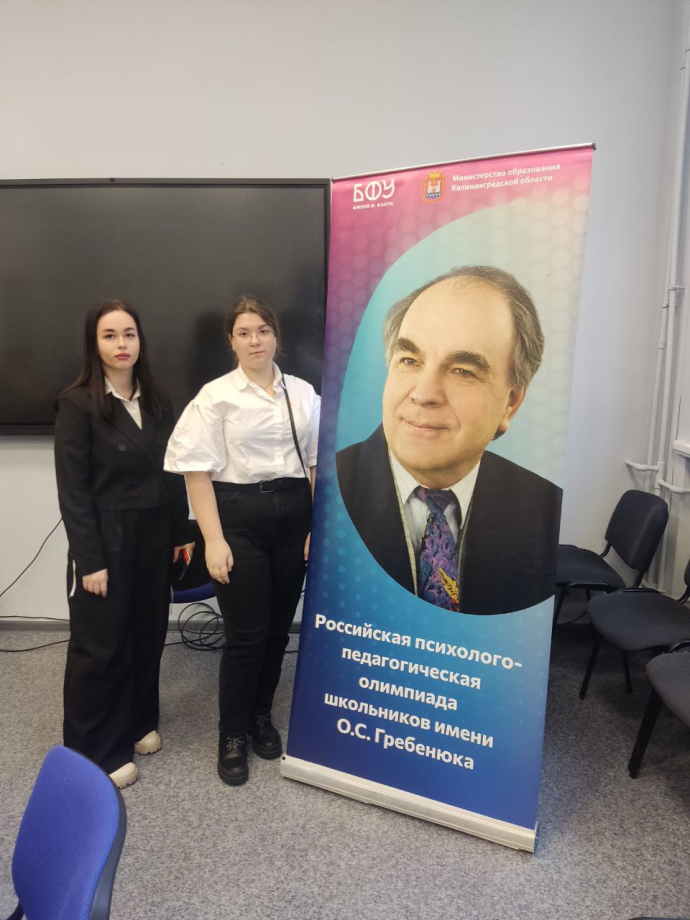 БФУ
ИМЕНИ И. КАНТА
Министерство образования
Калининградской области
Российская психолого-
педагогическая
олимпиада
школьников имени
О.С. Гребенюка